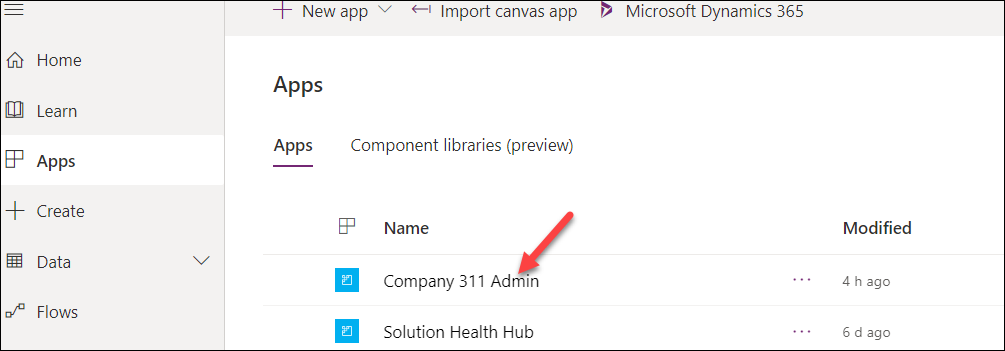 New app
Import canvas app
Microsoft Dynamics 365
Home
Learn
Apps
Create
Data
Flows
Apps
Apps
Component libraries (preview)
Name
Modified
Company 311 Admin
··· 4 h ago
Solution Health Hub
··· 6 d ago